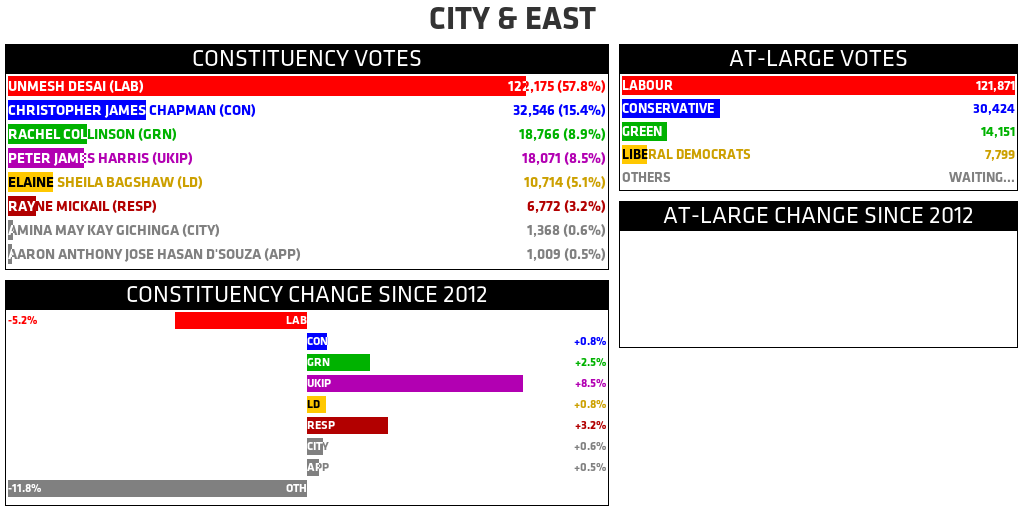 CITY & EAST
CONSTITUENCY VOTES
UNMESH DESAI (LAB) 122,175 (57.8%)
CHRISTOPHER JAMES CHAPMAN (CON) 32,546 (15.4%)
RACHEL COLLINSON (GRN) 18,766 (8.9%)
PETER JAMES HARRIS (UKIP) 18,071 (8.5%)
ELAINE SHEILA BAGSHAW (LD) 10,714 (5.1%)
RAYNE MICKAIL (RESP) 6,772 (3.2%)
AMINA MAY KAY GICHINGA (CITY) 1,368 (0.6%)
AARON ANTHONY JOSE HASAN D'SOUZA (APP) 1,009 (0.5%)
CONSTITUENCY CHANGE SINCE 2012
-5.2% LAB
CON +0.8%
GRN +2.5%
UKIP +8.5%
LD +0.8%
RESP +3.2%
CITY +0.6%
APP +0.5%
-11.8% OTH
AT-LARGE VOTES
LABOUR 121,871
CONSERVATIVE 30,424
GREEN 14,151
LIBERAL DEMOCRATS 7,799
OTHERS WAITING...
AT-LARGE CHANGE SINCE 2012